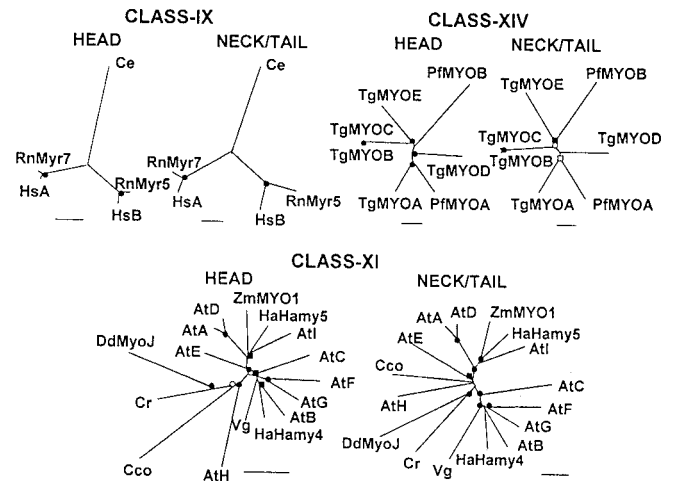 CLASS-IX
HEAD
NECK/TAIL
Ce
RnMyr7
HsA
RnMyr5
HsB
Ce
RnMyr7
HsA
RnMyr5
HsB
CLASS-XIV
HEAD
NECK/TAIL
PfMYOB
TgMYOE
TgMYOC
TgMYOB
TgMYOD
TgMYOA
PfMYOA
PfMYOB
TgMYOE
TgMYOC
TgMYOD
TgMYOB
TgMYOA
PfMYOA
CLASS-XI
HEAD
ZmMYO1
AtD
HaHamy5
AtA
AtI
DdMyoJ
AtE
AtC
AtF
Cr
AtG
AtB
Vg
HaHamy4
Cco
AtH
NECK/TAIL
AtD
ZmMYO1
AtA
HaHamy5
AtE
AtI
Cco
AtC
AtH
AtF
AtG
DdMyoJ
AtB
Cr
HaHamy4
Vg